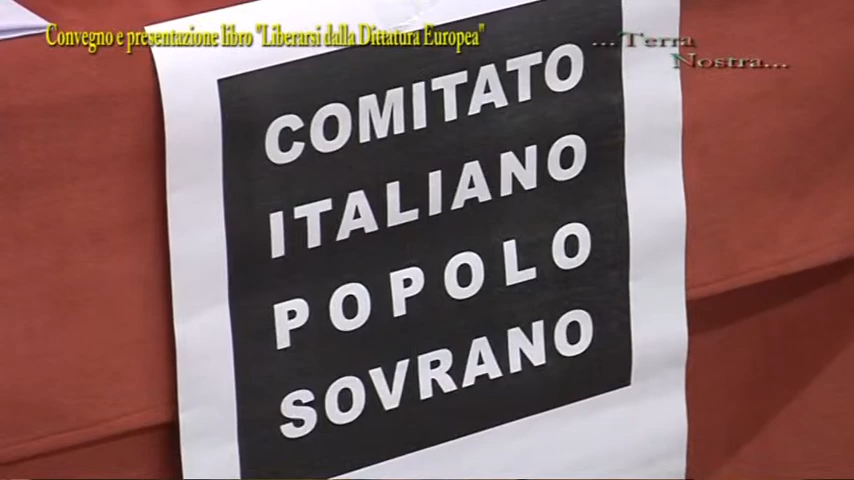 Convegno e presentazione libro "Liberarsi dalla Dittatura Europea"
...Terra
Nostra...
COMITATO
ITALIANO
POPOLO
SOVRANO